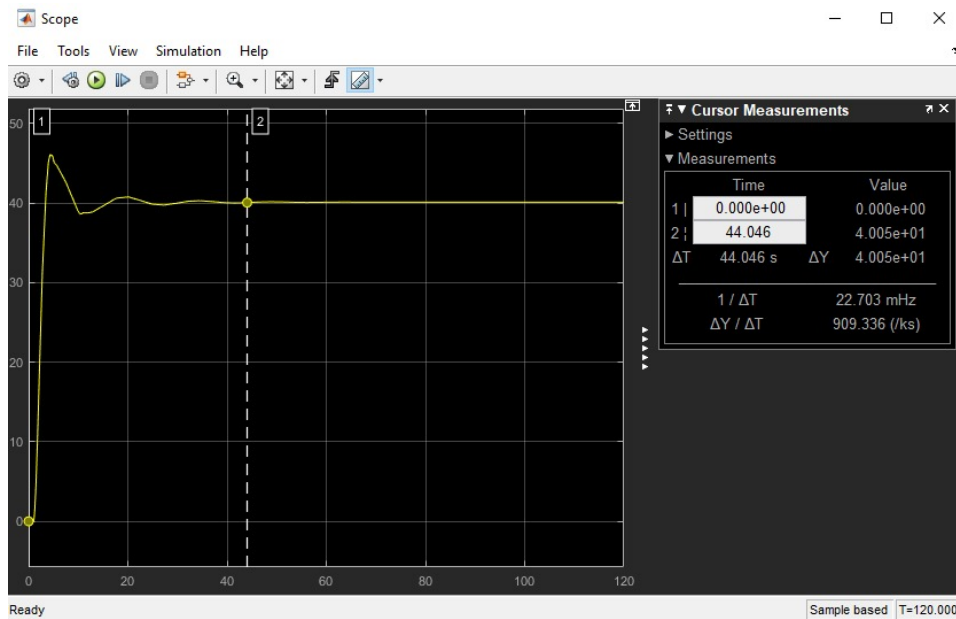 Scope
File Tools View Simulation Help
50
40
30
20
10
0
1
2
0 20 40 60 80 100 120
Cursor Measurements
Settings
Measurements
Time Value
1 | 0.000e+00 0.000e+00
2 ¦ 44.046 4.005e+01
ΔT 44.046 s ΔY 4.005e+01
1 / ΔT 22.703 mHz
ΔY / ΔT 909.336 (/ks)
Ready Sample based T=120.000